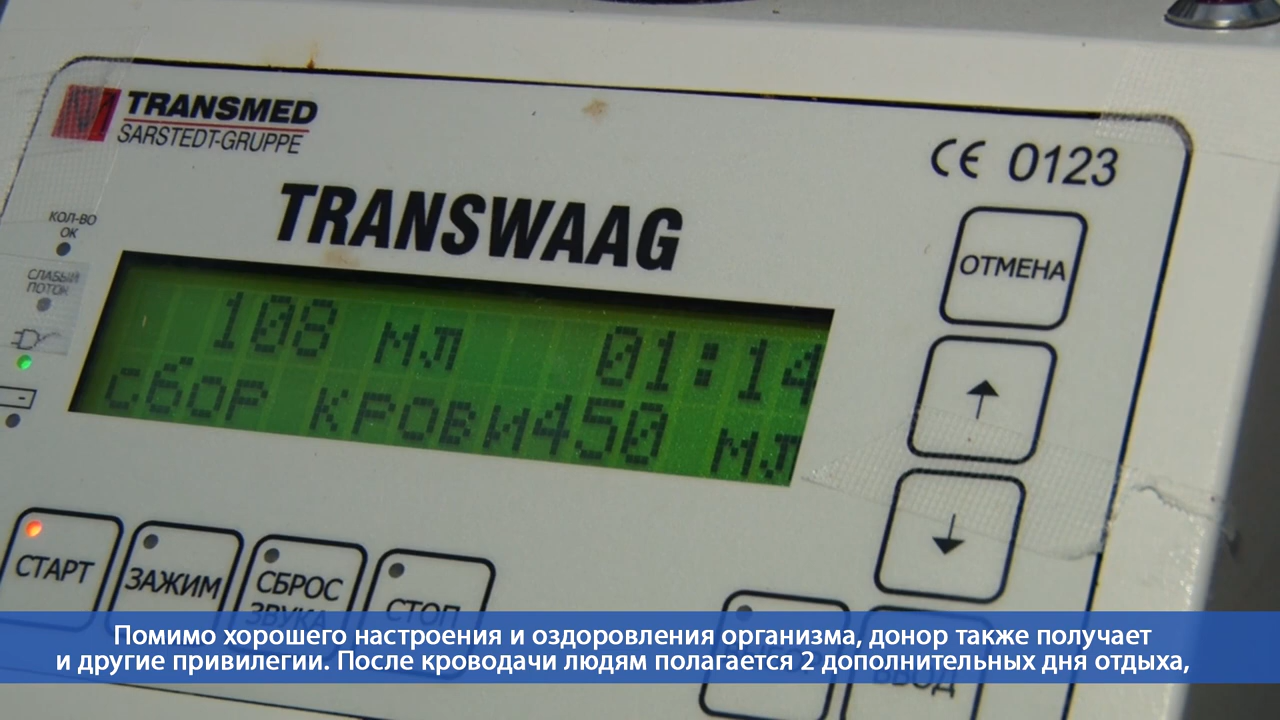 TRANSMED
SARSTEDT-GRUPPE
CE 0123
TRANSWAAG
КОЛ-ВО
ОК
СЛАБЫЙ
ПОТОК
ОТМЕНА
108 мл 01:14
сбор крови450 мл
СТАРТ
ЗАЖИМ
СБРОС
ЗВУКА
СТОП
ВВОД
Помимо хорошего настроения и оздоровления организма, донор также получает
и другие привилегии. После кроводачи людям полагается 2 дополнительных дня отдыха,